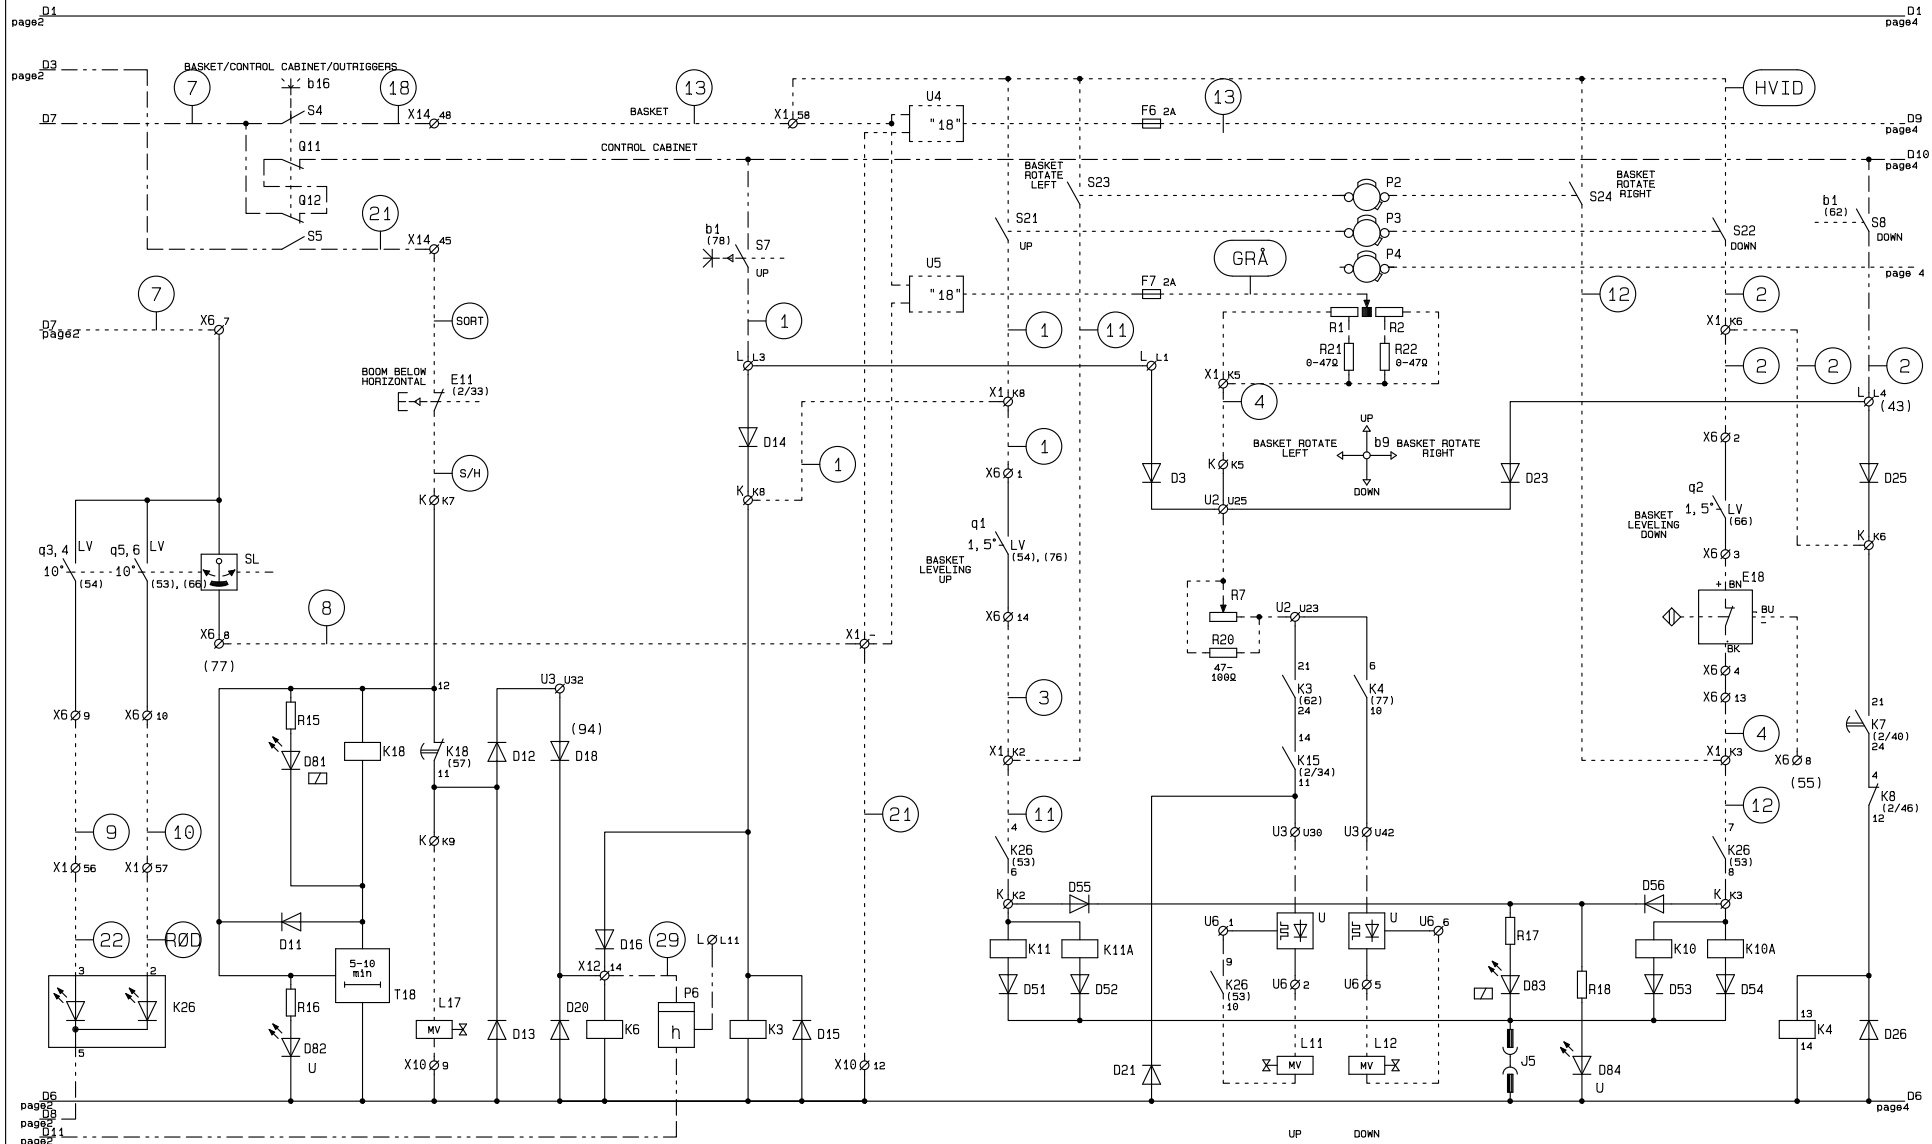 D1
page2
D1
page4
D3
page2
BASKET/CONTROL CABINET/OUTRIGGERS
b16
7
S4
18
X14 48
BASKET
13
X1 58
U4
"18"
F6 2A
13
HVID
D7
D9
page4
Q11
CONTROL CABINET
D10
page4
Q12
S5
21
X14 45
BASKET
ROTATE
LEFT
S23
P2
S24
BASKET
ROTATE
RIGHT
b1
(78)
S7
UP
S21
UP
P3
S22
DOWN
b1
(62)
S8
DOWN
P4
page 4
GRÅ
U5
"18"
F7 2A
7
D7
page2
X6 7
SORT
1
1
11
R1
R2
R21
0-47Ω
R22
0-47Ω
12
2
X1 K6
2
2
2
BOOM BELOW
HORIZONTAL
E11
(2/33)
L L3
L L1
X1 K5
4
X1 K8
L L4
(43)
D14
1
1
S/H
K K7
K K8
X6 1
D3
K K5
U2 U25
UP
b9
BASKET ROTATE
LEFT
BASKET ROTATE
RIGHT
DOWN
D23
X6 2
D25
q3,4
LV
10°
(54)
q5,6
LV
10°
(53),(66)
SL
q1
1,5°
LV
(54),(76)
BASKET
LEVELING
UP
q2
1,5°
LV
(66)
BASKET
LEVELING
DOWN
X6 3
K K6
+ BN
E18
BU
-
BK
8
X6 8
(77)
X1 -
X6 14
R7
R20
47-
100Ω
U2 U23
X6 4
X6 13
12
U3 U32
21
K3
(62)
24
6
K4
(77)
10
3
X6 9
X6 10
R15
D81
K18
K18
(57)
11
D12
(94)
D18
X1 K2
14
K15
(2/34)
11
4
X1 K3
X6 8
(55)
21
K7
(2/40)
24
4
K8
(2/46)
12
9
10
X1 56
X1 57
K K9
21
11
4
K26
(53)
6
U3 U30
U3 U42
12
7
K26
(53)
8
K K2
D55
D56
K K3
22
RØD
D11
D16
29
L L11
K11
K11A
U6 1
U
U
U6 6
R17
K10
K10A
3
2
K26
5
R16
D82
U
5-10
min
T18
L17
MV
X10 9
D13
X12 14
D20
K6
P6
h
K3
D15
X10 12
D51
D52
9
K26
(53)
10
U6 2
U6 5
D83
R18
D53
D54
13
K4
14
D26
D21
L11
MV
L12
MV
J5
D84
U
D6
page2
D8
page2
D11
page2
D6
page4
UP
DOWN